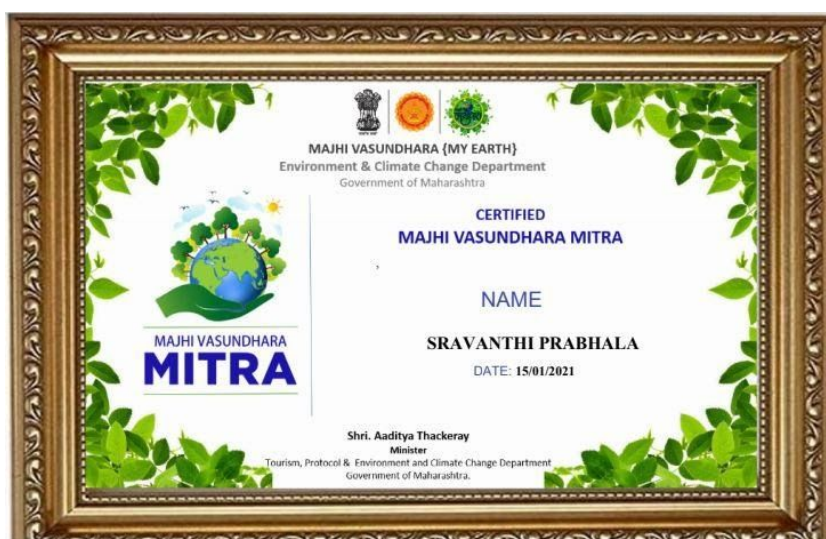 MAJHI VASUNDHARA {MY EARTH}
Environment & Climate Change Department
Government of Maharashtra
CERTIFIED
MAJHI VASUNDHARA MITRA
NAME
SRAVANTHI PRABHALA
DATE: 15/01/2021
MAJHI VASUNDHARA
MITRA
Shri. Aaditya Thackeray
Minister
Tourism, Protocol & Environment and Climate Change Department
Government of Maharashtra.